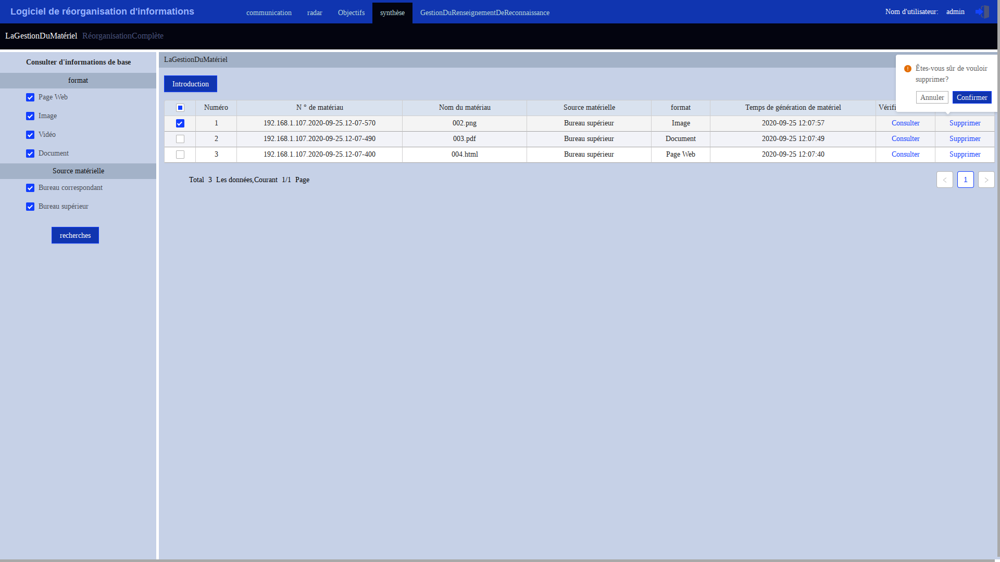 Logiciel de réorganisation d'informations communication radar Objectifs synthèse GestionDuRenseignementDeReconnaissance Nom d'utilisateur: admin
LaGestionDuMatériel RéorganisationComplète
Consulter d'informations de base
format
Page Web
Image
Vidéo
Document
Source matérielle
Bureau correspondant
Bureau supérieur
recherches
LaGestionDuMatériel
Introduction
Êtes-vous sûr de vouloir
supprimer?
Annuler Confirmer
Numéro N ° de matériau Nom du matériau Source matérielle format Temps de génération de matériel
1 192.168.1.107.2020-09-25.12-07-570 002.png Bureau supérieur Image 2020-09-25 12:07:57 Consulter Supprimer
2 192.168.1.107.2020-09-25.12-07-490 003.pdf Bureau supérieur Document 2020-09-25 12:07:49 Consulter Supprimer
3 192.168.1.107.2020-09-25.12-07-400 004.html Bureau supérieur Page Web 2020-09-25 12:07:40 Consulter Supprimer
Total 3 Les données,Courant 1/1 Page
< 1 >